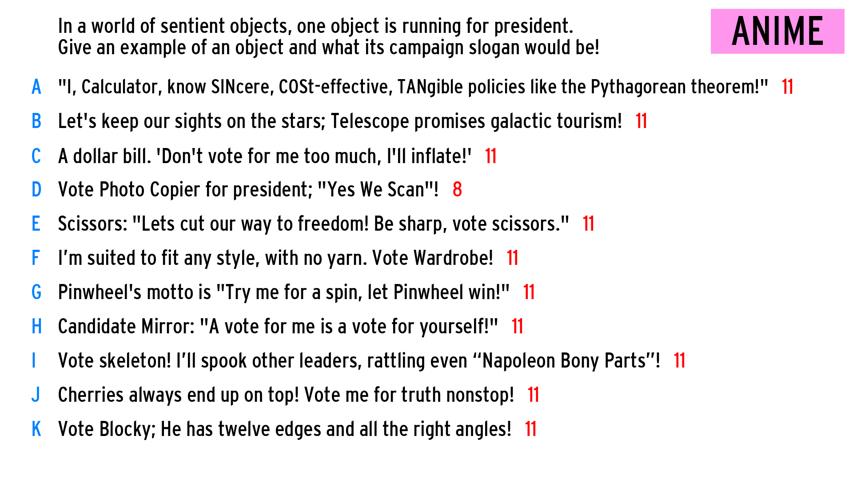 In a world of sentient objects, one object is running for president.
Give an example of an object and what its campaign slogan would be!
ANIME
A "I, Calculator, know SINcere, COSt-effective, TANgible policies like the Pythagorean theorem!" 11
B Let's keep our sights on the stars; Telescope promises galactic tourism! 11
C A dollar bill. 'Don't vote for me too much, I'll inflate!' 11
D Vote Photo Copier for president; "Yes We Scan"! 8
E Scissors: "Lets cut our way to freedom! Be sharp, vote scissors." 11
F I’m suited to fit any style, with no yarn. Vote Wardrobe! 11
G Pinwheel's motto is "Try me for a spin, let Pinwheel win!" 11
H Candidate Mirror: "A vote for me is a vote for yourself!" 11
I Vote skeleton! I’ll spook other leaders, rattling even “Napoleon Bony Parts”! 11
J Cherries always end up on top! Vote me for truth nonstop! 11
K Vote Blocky; He has twelve edges and all the right angles! 11